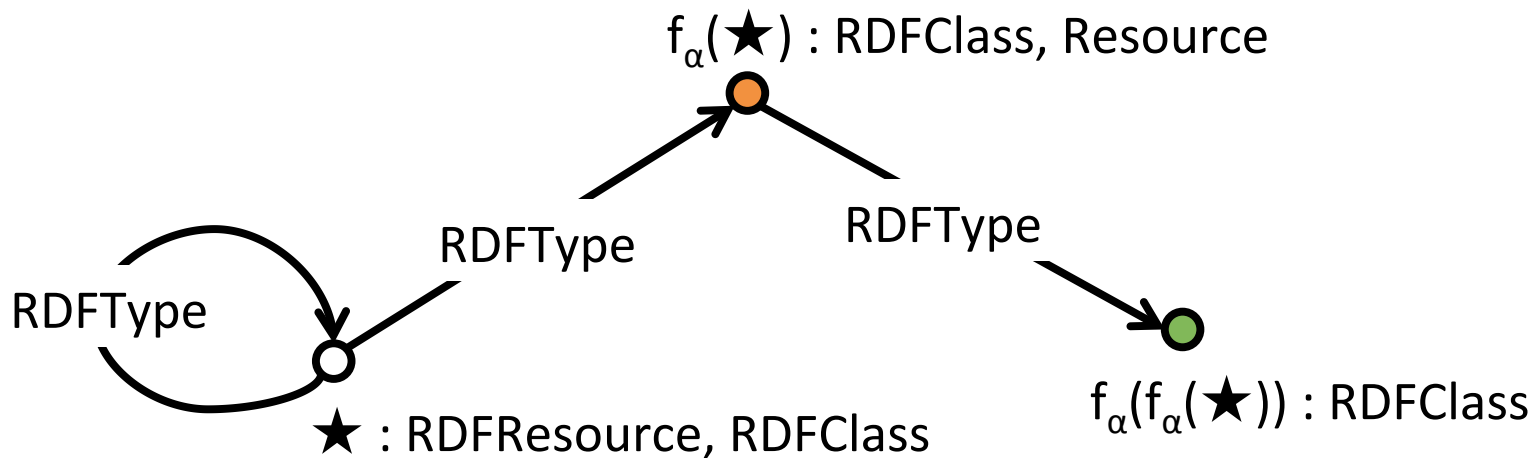 fα(★) : RDFClass, Resource
RDFType
RDFType
RDFType
fα(fα(★)) : RDFClass
★ : RDFResource, RDFClass